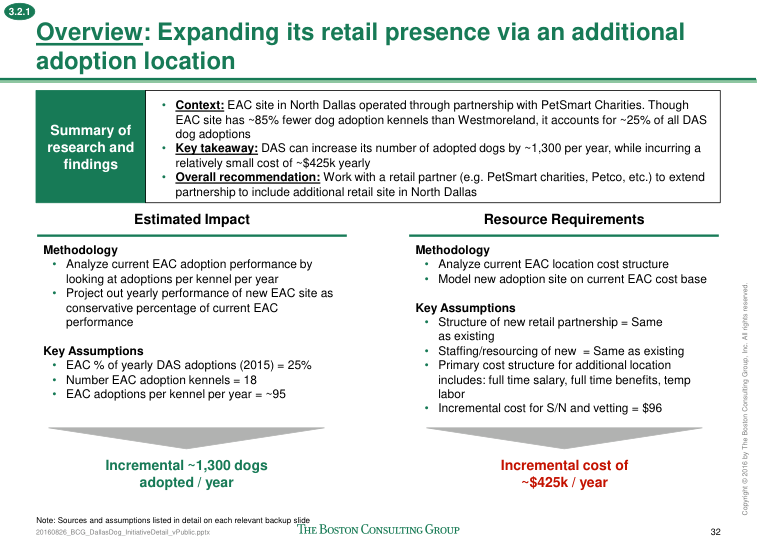 3.2.1
Overview: Expanding its retail presence via an additional
adoption location
Summary of
research and
findings
• Context: EAC site in North Dallas operated through partnership with PetSmart Charities. Though
EAC site has ~85% fewer dog adoption kennels than Westmoreland, it accounts for ~25% of all DAS
dog adoptions
• Key takeaway: DAS can increase its number of adopted dogs by ~1,300 per year, while incurring a
relatively small cost of ~$425k yearly
• Overall recommendation: Work with a retail partner (e.g. PetSmart charities, Petco, etc.) to extend
partnership to include additional retail site in North Dallas
Estimated Impact
Methodology
• Analyze current EAC adoption performance by
looking at adoptions per kennel per year
• Project out yearly performance of new EAC site as
conservative percentage of current EAC
performance
Key Assumptions
• EAC % of yearly DAS adoptions (2015) = 25%
• Number EAC adoption kennels = 18
• EAC adoptions per kennel per year = ~95
Incremental ~1,300 dogs
adopted / year
Resource Requirements
Methodology
• Analyze current EAC location cost structure
• Model new adoption site on current EAC cost base
Key Assumptions
• Structure of new retail partnership = Same
as existing
• Staffing/resourcing of new = Same as existing
• Primary cost structure for additional location
includes: full time salary, full time benefits, temp
labor
• Incremental cost for S/N and vetting = $96
Incremental cost of
~$425k / year
Note: Sources and assumptions listed in detail on each relevant backup slide
20160826_BCG_DallasDog_InitiativeDetail_vPublic.pptx
THE BOSTON CONSULTING GROUP
32
Copyright © 2016 by The Boston Consulting Group, Inc. All rights reserved.